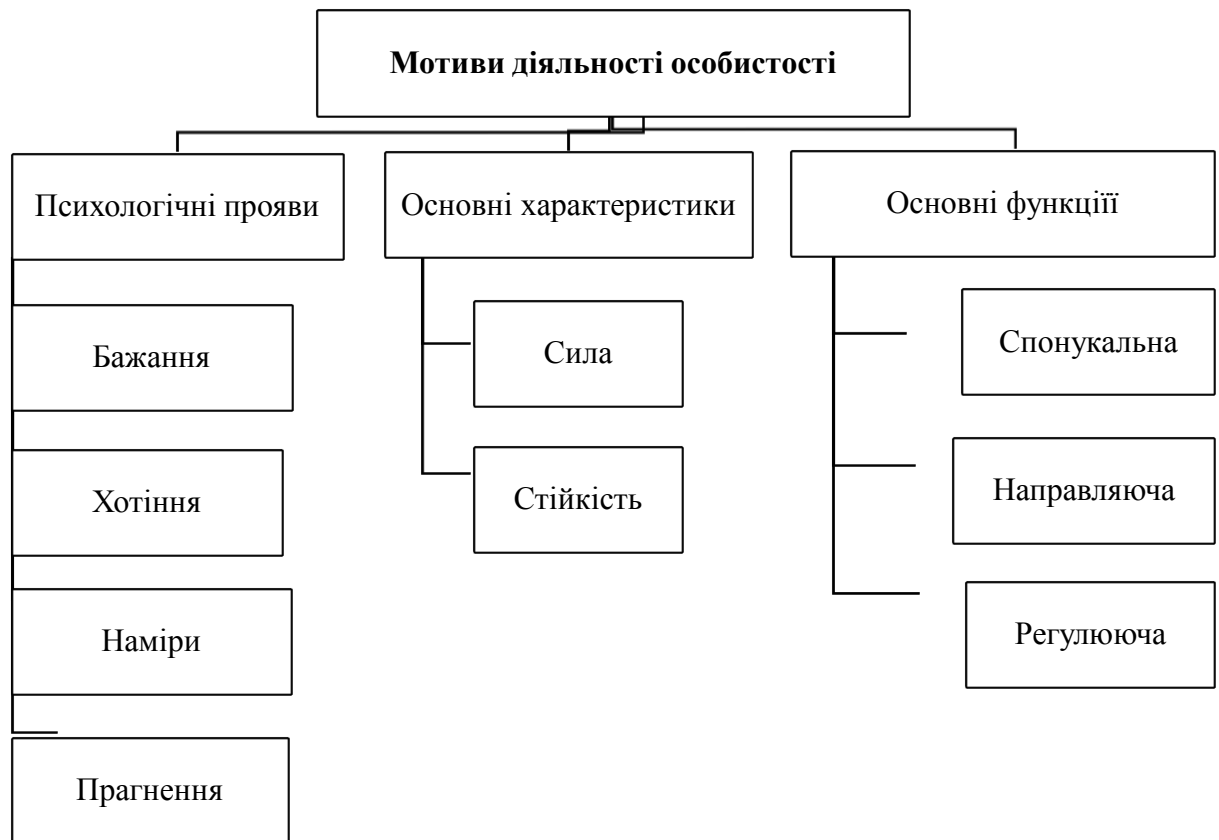 Мотиви діяльності особистості
Психологічні прояви
Основні характеристики
Основні функціїї
Бажання
Сила
Спонукальна
Хотіння
Стійкість
Направляюча
Наміри
Регулююча
Прагнення